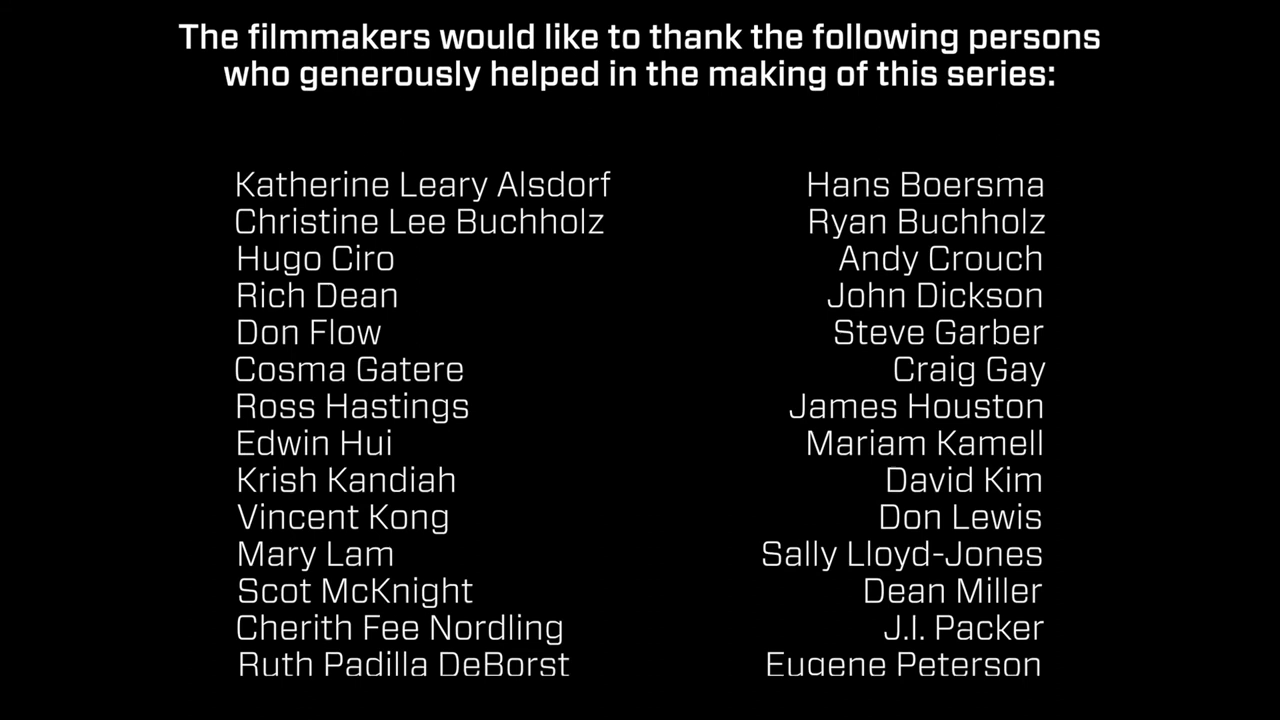 The filmmakers would like to thank the following persons
who generously helped in the making of this series:
Katherine Leary Alsdorf Hans Boersma
Christine Lee Buchholz Ryan Buchholz
Hugo Ciro Andy Crouch
Rich Dean John Dickson
Don Flow Steve Garber
Cosma Gatere Craig Gay
Ross Hastings James Houston
Edwin Hui Mariam Kamell
Krish Kandiah David Kim
Vincent Kong Don Lewis
Mary Lam Sally Lloyd-Jones
Scot McKnight Dean Miller
Cherith Fee Nordling J.I. Packer
Ruth Padilla DeBorst Eugene Peterson